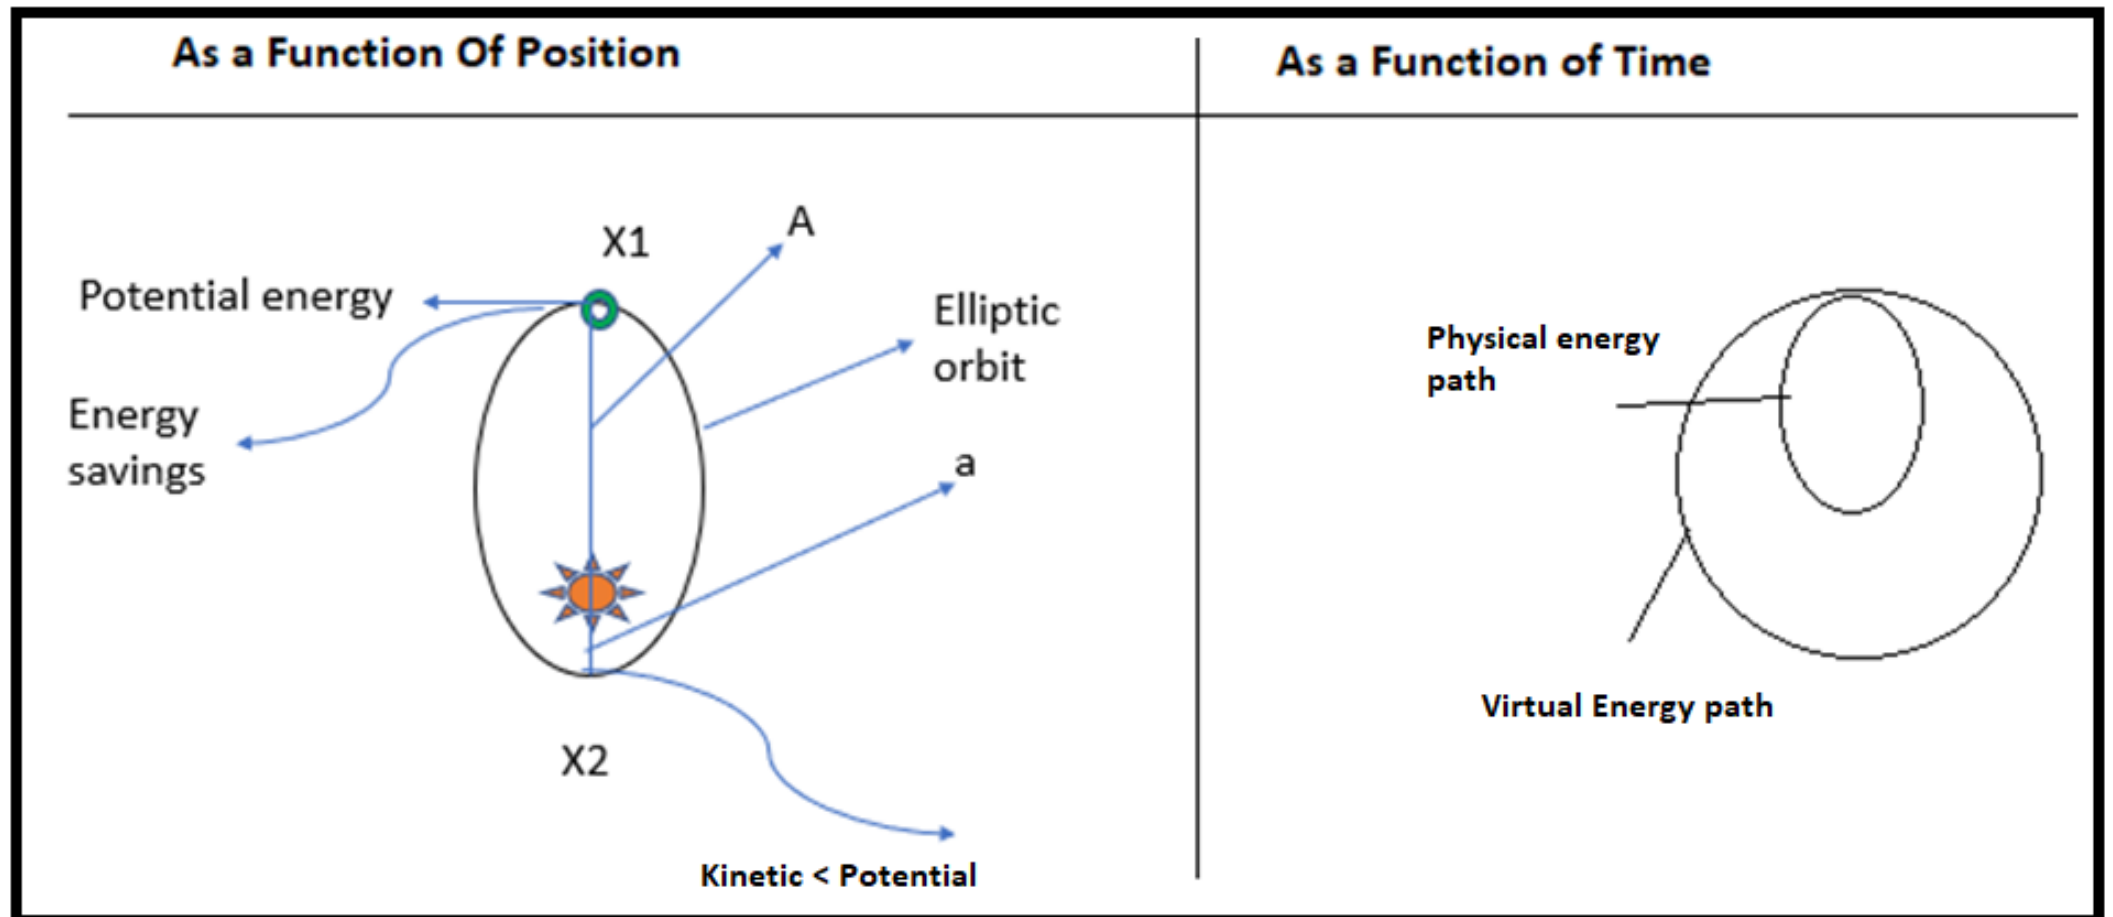 As a Function Of Position
As a Function of Time
X1
A
Potential energy
Elliptic
orbit
Energy
savings
a
X2
Kinetic < Potential
Physical energy
path
Virtual Energy path